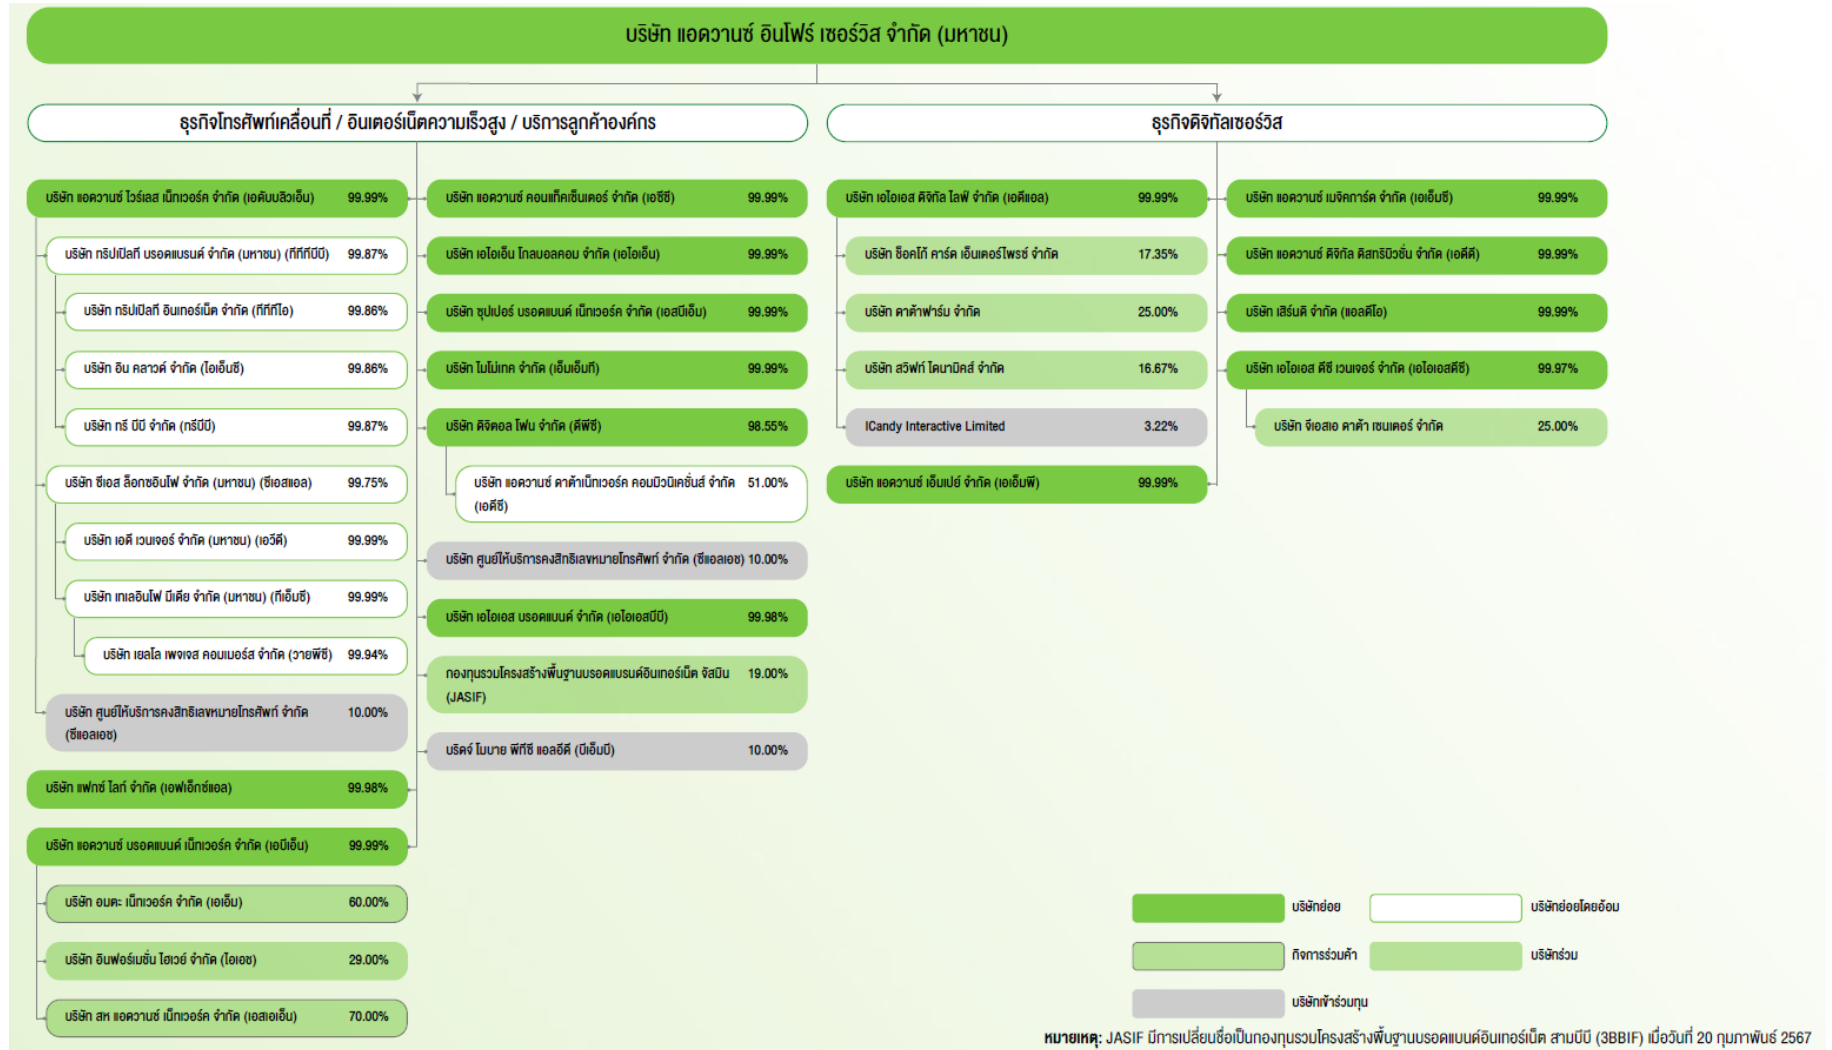 บริษัท แอดวานซ์ อินโฟร์ เซอร์วิส จำกัด (มหาชน)
ธุรกิจโทรศัพท์เคลื่อนที่ / อินเตอร์เน็ตความเร็วสูง / บริการลูกค้าองค์กร
บริษัท แอดวานซ์ ไวร์เลส เน็ทเวอร์ค จำกัด (เอดับบลิวเอ็น) 99.99%
บริษัท ทริปเปิลที บรอดแบรนด์ จำกัด (มหาชน) (ทีทีทีบีบี) 99.87%
บริษัท ทริปเปิลที อินเทอร์เน็ต จำกัด (ทีทีทีไอ) 99.86%
บริษัท อิน คลาวด์ จำกัด (ไอเอ็นซี) 99.86%
บริษัท ทรี บีบี จำกัด (ทรีบีบี) 99.87%
บริษัท ซีเอส ล็อกซอินโฟ จำกัด (มหาชน) (ซีเอสแอล) 99.75%
บริษัท เอดี เวนเจอร์ จำกัด (มหาชน) (เอวีดี) 99.99%
บริษัท เทเลอินโฟ มีเดีย จำกัด (มหาชน) (ทีเอ็มซี) 99.99%
บริษัท เยลโล เพจเจส คอมเมอร์ส จำกัด (วายพีซี) 99.94%
บริษัท ศูนย์ให้บริการคงสิทธิเลขหมายโทรศัพท์ จำกัด 10.00%
(ซีแอลเอช)
บริษัท แฟกซ์ ไลท์ จำกัด (เอฟเอ็กซ์แอล) 99.98%
บริษัท แอดวานซ์ บรอดแบนด์ เน็ทเวอร์ค จำกัด (เอบีเอ็น) 99.99%
บริษัท อมตะ เน็ทเวอร์ค จำกัด (เอเอ็ม) 60.00%
บริษัท อินฟอร์เมชั่น ไฮเวย์ จำกัด (ไอเอช) 29.00%
บริษัท สห แอดวานซ์ เน็ทเวอร์ค จำกัด (เอสเอเอ็น) 70.00%
บริษัท แอดวานซ์ คอนแท็คเซ็นเตอร์ จำกัด (เอซีซี) 99.99%
บริษัท เอไอเอ็น โกลบอลคอม จำกัด (เอไอเอ็น) 99.99%
บริษัท ซุปเปอร์ บรอดแบนด์ เน็ทเวอร์ค จำกัด (เอสบีเอ็น) 99.99%
บริษัท ไมโม่เทค จำกัด (เอ็มเอ็มที) 99.99%
บริษัท ดิจิตอล โฟน จำกัด (ดีพีซี) 98.55%
บริษัท แอดวานซ์ ดาต้าเน็ทเวอร์ค คอมมิวนิเคชั่นส์ จำกัด 51.00%
(เอดีซี)
บริษัท ศูนย์ให้บริการคงสิทธิเลขหมายโทรศัพท์ จำกัด (ซีแอลเอช) 10.00%
บริษัท เอไอเอส บรอดแบนด์ จำกัด (เอไอเอสบีบี) 99.98%
กองทุนรวมโครงสร้างพื้นฐานบรอดแบรนด์อินเทอร์เน็ต จัสมิน 19.00%
(JASIF)
บริดจ์ โมบาย พีทีซี แอลอีดี (บีเอ็มบี) 10.00%
ธุรกิจดิจิทัลเซอร์วิส
บริษัท เอไอเอส ดิจิทัล ไลฟ์ จำกัด (เอดีแอล) 99.99%
บริษัท ช็อคโก้ คาร์ด เอ็นเตอร์ไพรซ์ จำกัด 17.35%
บริษัท ดาต้าฟาร์ม จำกัด 25.00%
บริษัท สวิฟท์ ไดนามิคส์ จำกัด 16.67%
ICandy Interactive Limited 3.22%
บริษัท แอดวานซ์ เอ็มเปย์ จำกัด (เอเอ็มพี) 99.99%
บริษัท แอดวานซ์ เมจิคการ์ด จำกัด (เอเอ็มซี) 99.99%
บริษัท แอดวานซ์ ดิจิทัล ดิสทริบิวชั่น จำกัด (เอดีดี) 99.99%
บริษัท เลิร์นดิ จำกัด (แอลดีไอ) 99.99%
บริษัท เอไอเอส ดีซี เวนเจอร์ จำกัด (เอไอเอสดีซี) 99.97%
บริษัท จีเอสเอ ดาต้า เซนเตอร์ จำกัด 25.00%
บริษัทย่อย บริษัทย่อยโดยอ้อม
กิจการร่วมค้า บริษัทร่วม
บริษัทเข้าร่วมทุน
หมายเหตุ: JASIF มีการเปลี่ยนชื่อเป็นกองทุนรวมโครงสร้างพื้นฐานบรอดแบนด์อินเทอร์เน็ต สามบีบี (3BBIF) เมื่อวันที่ 20 กุมภาพันธ์ 2567